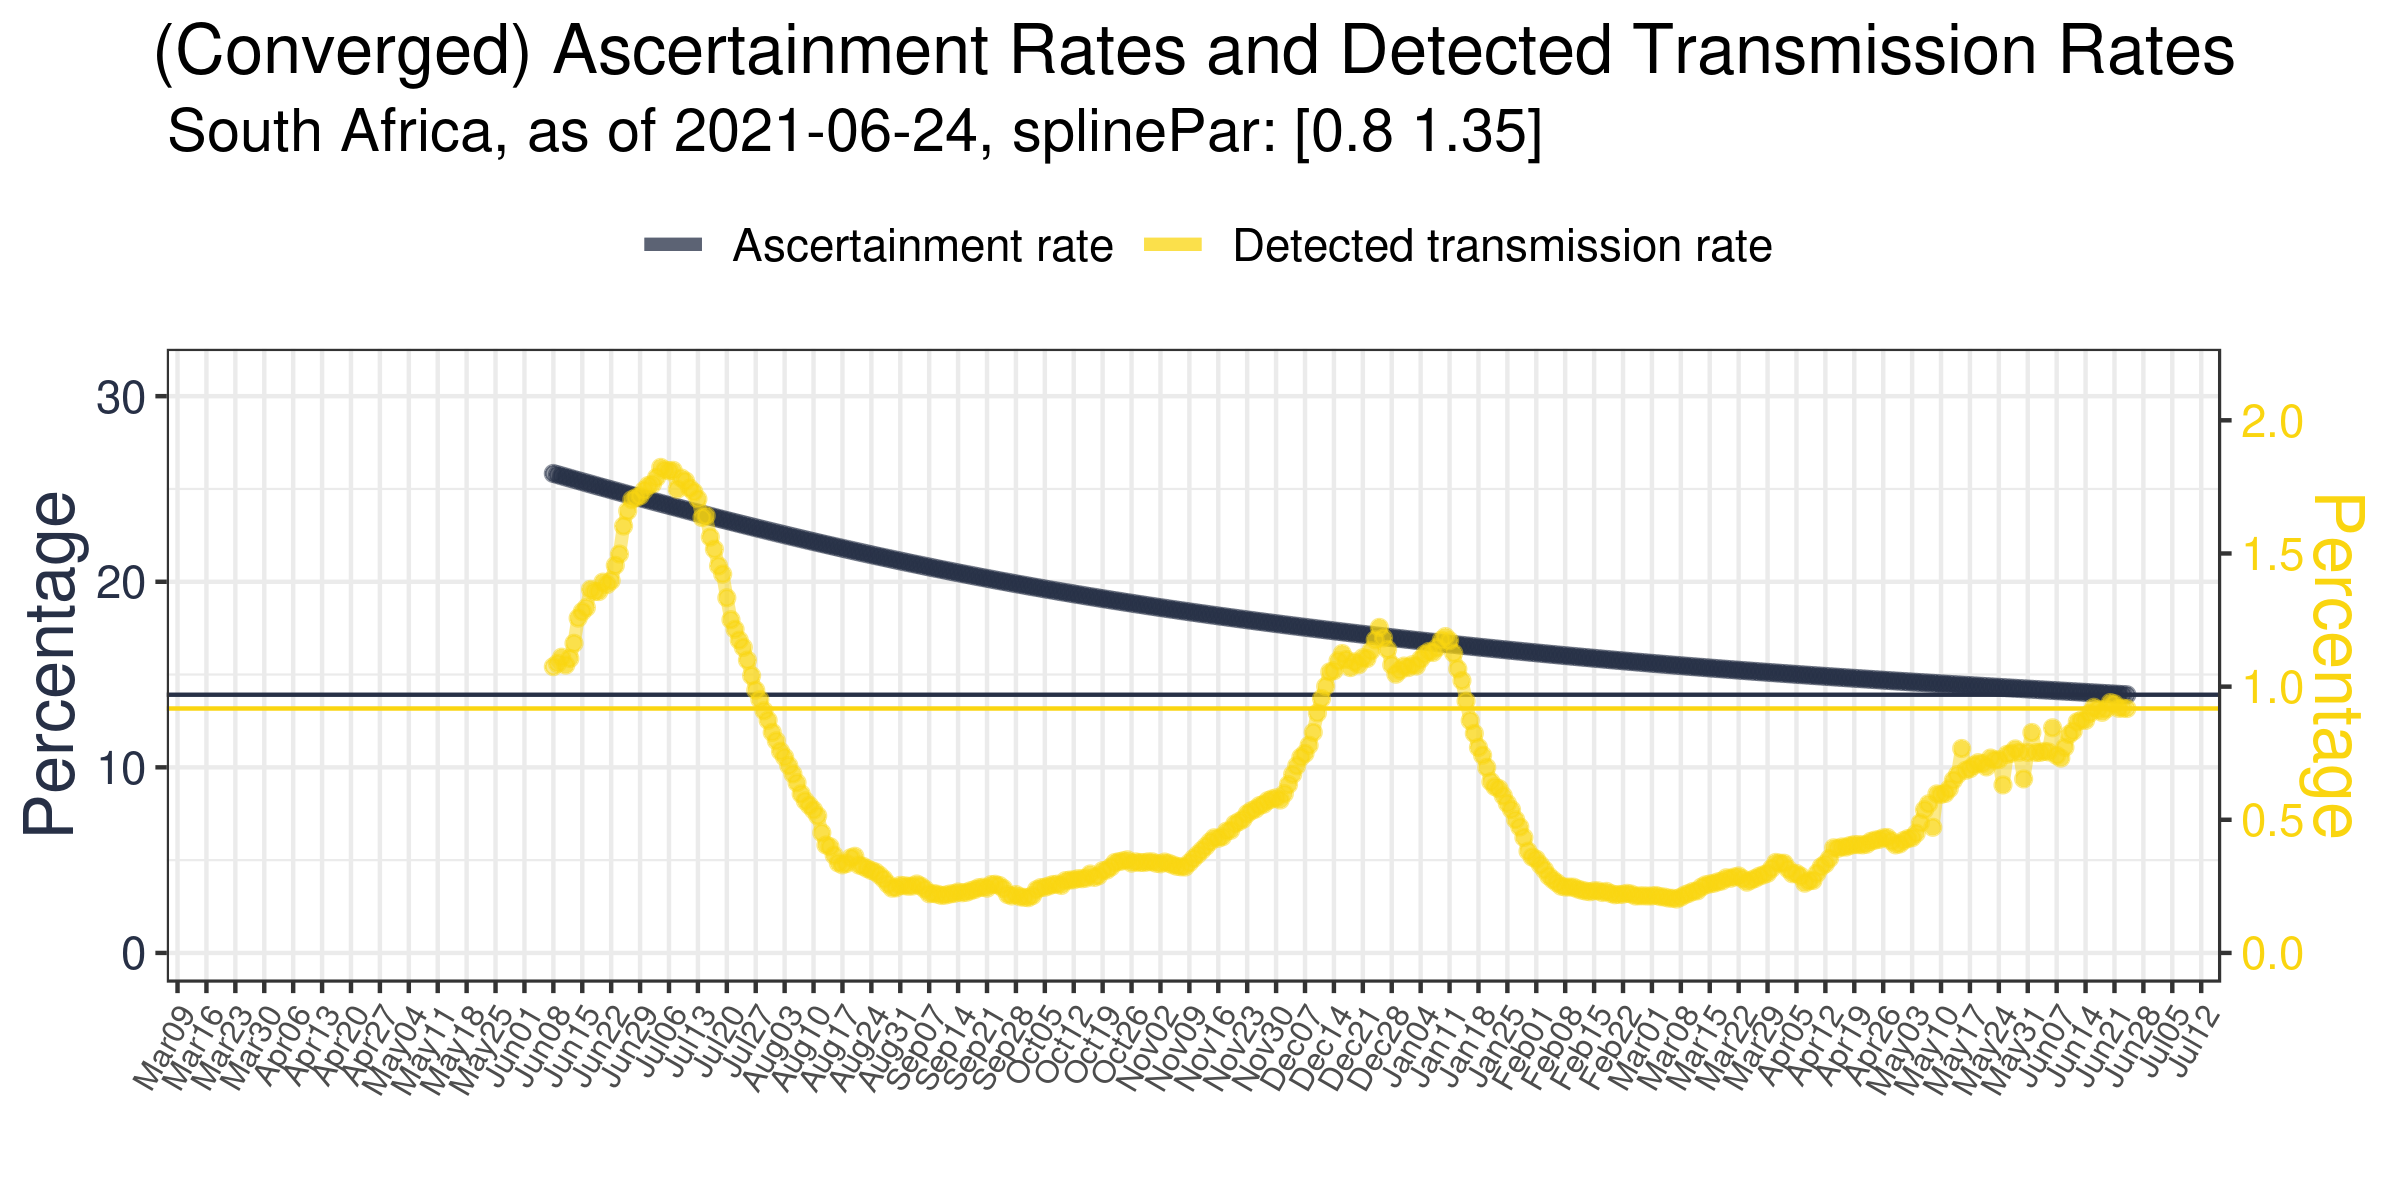 (Converged) Ascertainment Rates and Detected Transmission Rates
South Africa, as of 2021-06-24, splinePar: [0.8 1.35]
Ascertainment rate
Detected transmission rate
Percentage
30
20
10
0
2.0
1.5
1.0
0.5
0.0
Percentage
Mar09
Mar16
Mar23
Mar30
Apr06
Apr13
Apr20
Apr27
May04
May11
May18
May25
Jun01
Jun08
Jun15
Jun22
Jun29
Jul06
Jul13
Jul20
Jul27
Aug03
Aug10
Aug17
Aug24
Aug31
Sep07
Sep14
Sep21
Sep28
Oct05
Oct12
Oct19
Oct26
Nov02
Nov09
Nov16
Nov23
Nov30
Dec07
Dec14
Dec21
Dec28
Jan04
Jan11
Jan18
Jan25
Feb01
Feb08
Feb15
Feb22
Mar01
Mar08
Mar15
Mar22
Mar29
Apr05
Apr12
Apr19
Apr26
May03
May10
May17
May24
May31
Jun07
Jun14
Jun21
Jun28
Jul05
Jul12